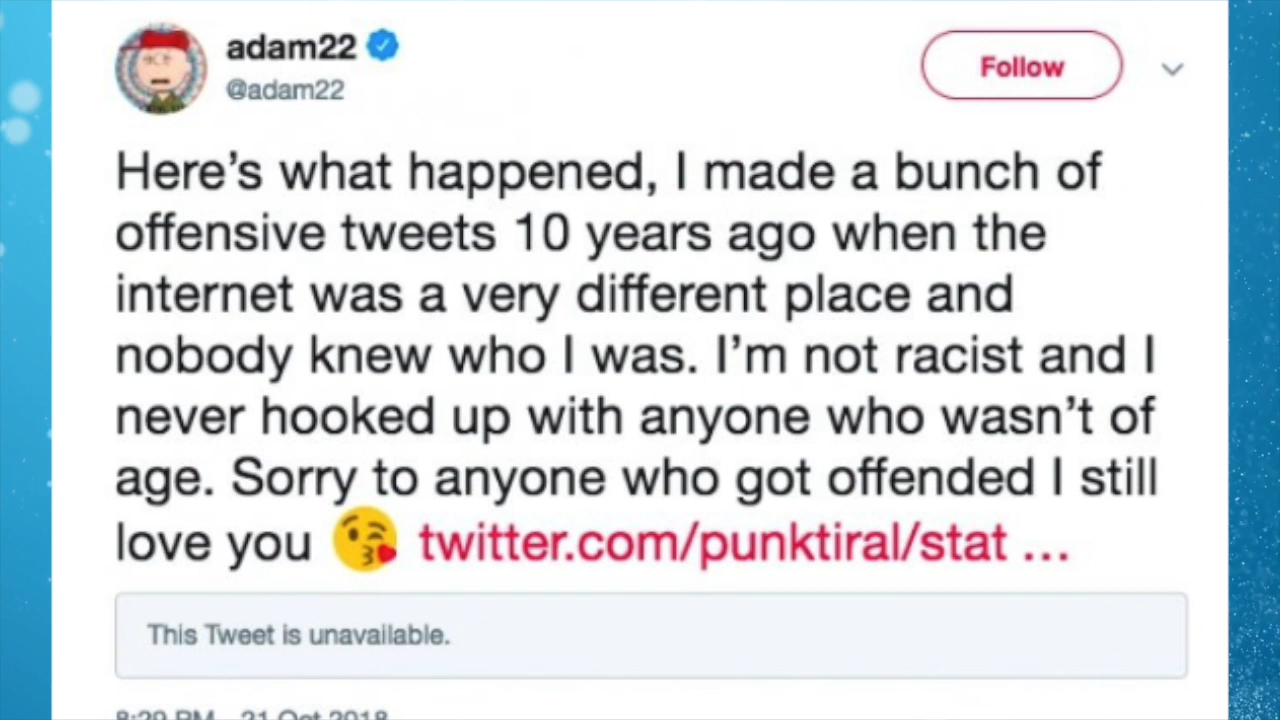 adam22
@adam22
Follow
Here’s what happened, I made a bunch of
offensive tweets 10 years ago when the
internet was a very different place and
nobody knew who I was. I’m not racist and I
never hooked up with anyone who wasn’t of
age. Sorry to anyone who got offended I still
love you 😘 twitter.com/punktiral/stat ...
This Tweet is unavailable.
8:29 PM 21 Oct 2018